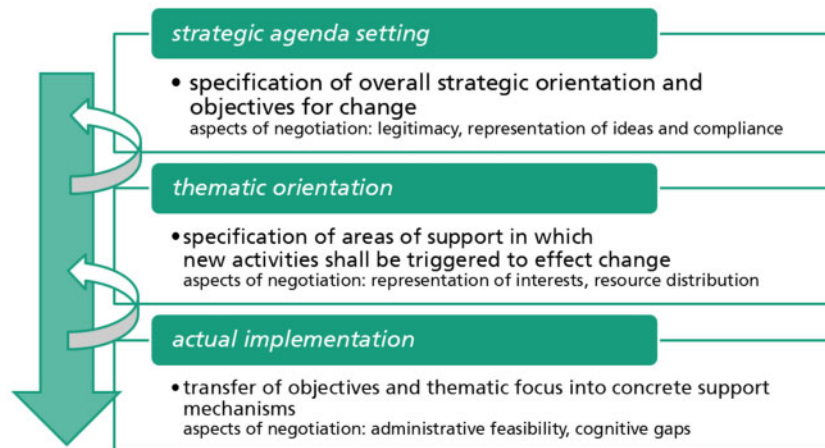 strategic agenda setting
• specification of overall strategic orientation and
objectives for change
aspects of negotiation: legitimacy, representation of ideas and compliance
thematic orientation
• specification of areas of support in which
new activities shall be triggered to effect change
aspects of negotiation: representation of interests, resource distribution
actual implementation
• transfer of objectives and thematic focus into concrete support
mechanisms
aspects of negotiation: administrative feasibility, cognitive gaps